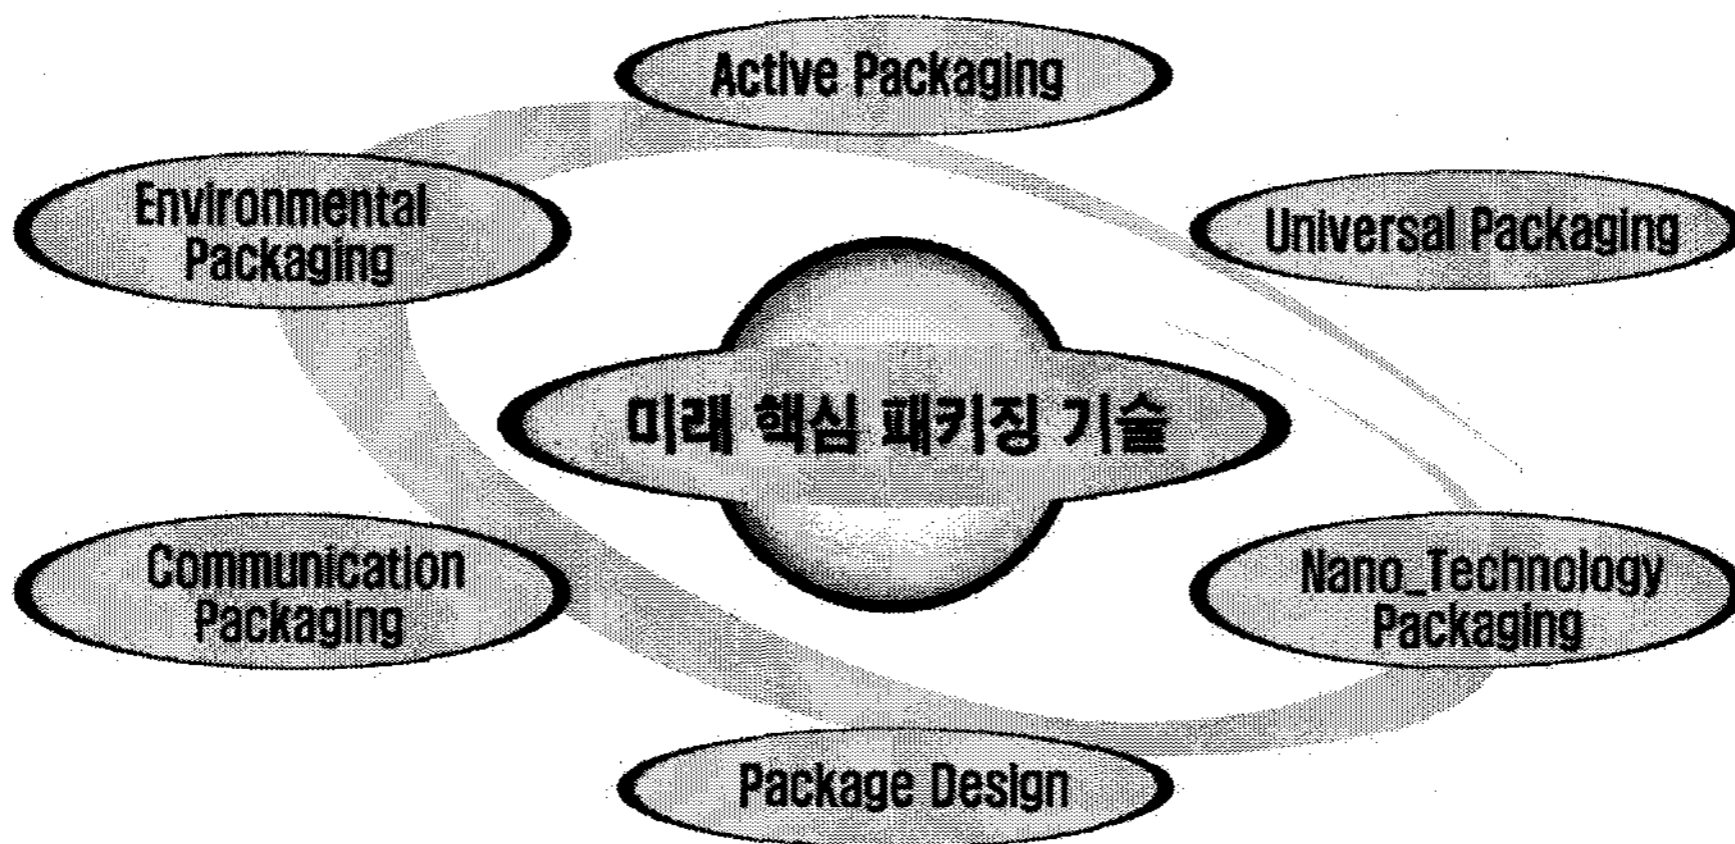 Active Packaging
Environmental
Packaging
Universal Packaging
미래 핵심 패키징 기술
Communication
Packaging
Nano_Technology
Packaging
Package Design